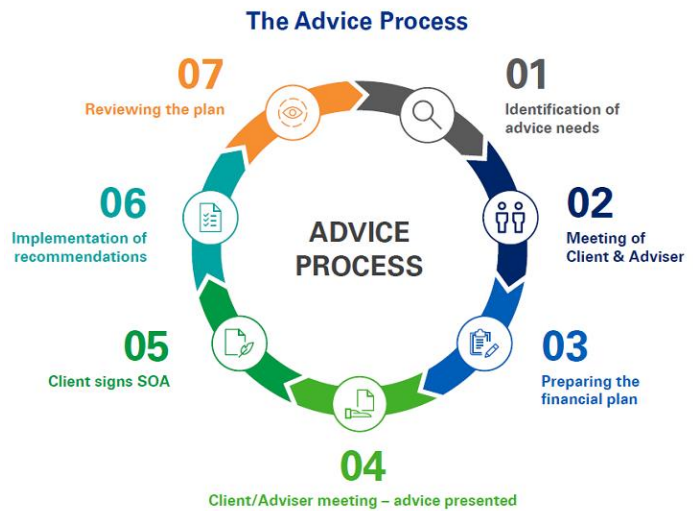 The Advice Process
01
Identification of
advice needs
02
Meeting of
Client & Adviser
03
Preparing the
financial plan
04
Client/Adviser meeting – advice presented
05
Client signs SOA
06
Implementation of
recommendations
07
Reviewing the plan
ADVICE
PROCESS